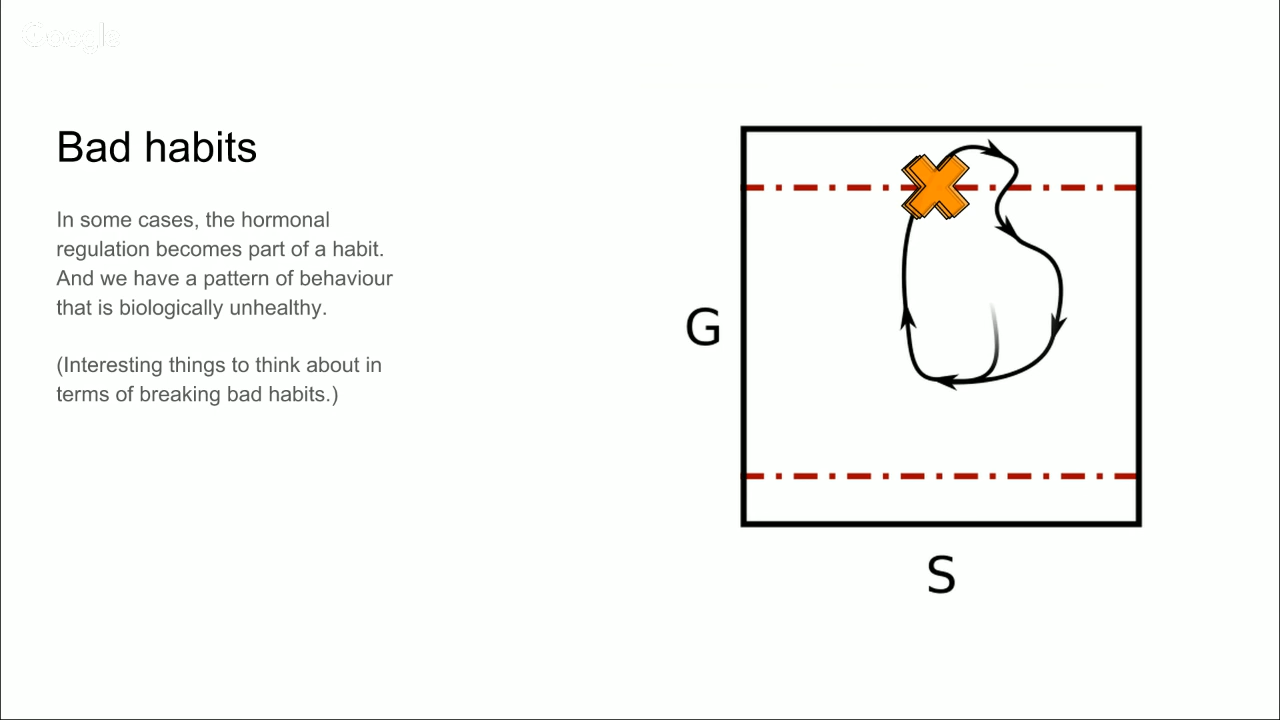 Google
Bad habits
In some cases, the hormonal
regulation becomes part of a habit.
And we have a pattern of behaviour
that is biologically unhealthy.
(Interesting things to think about in
terms of breaking bad habits.)
G
S